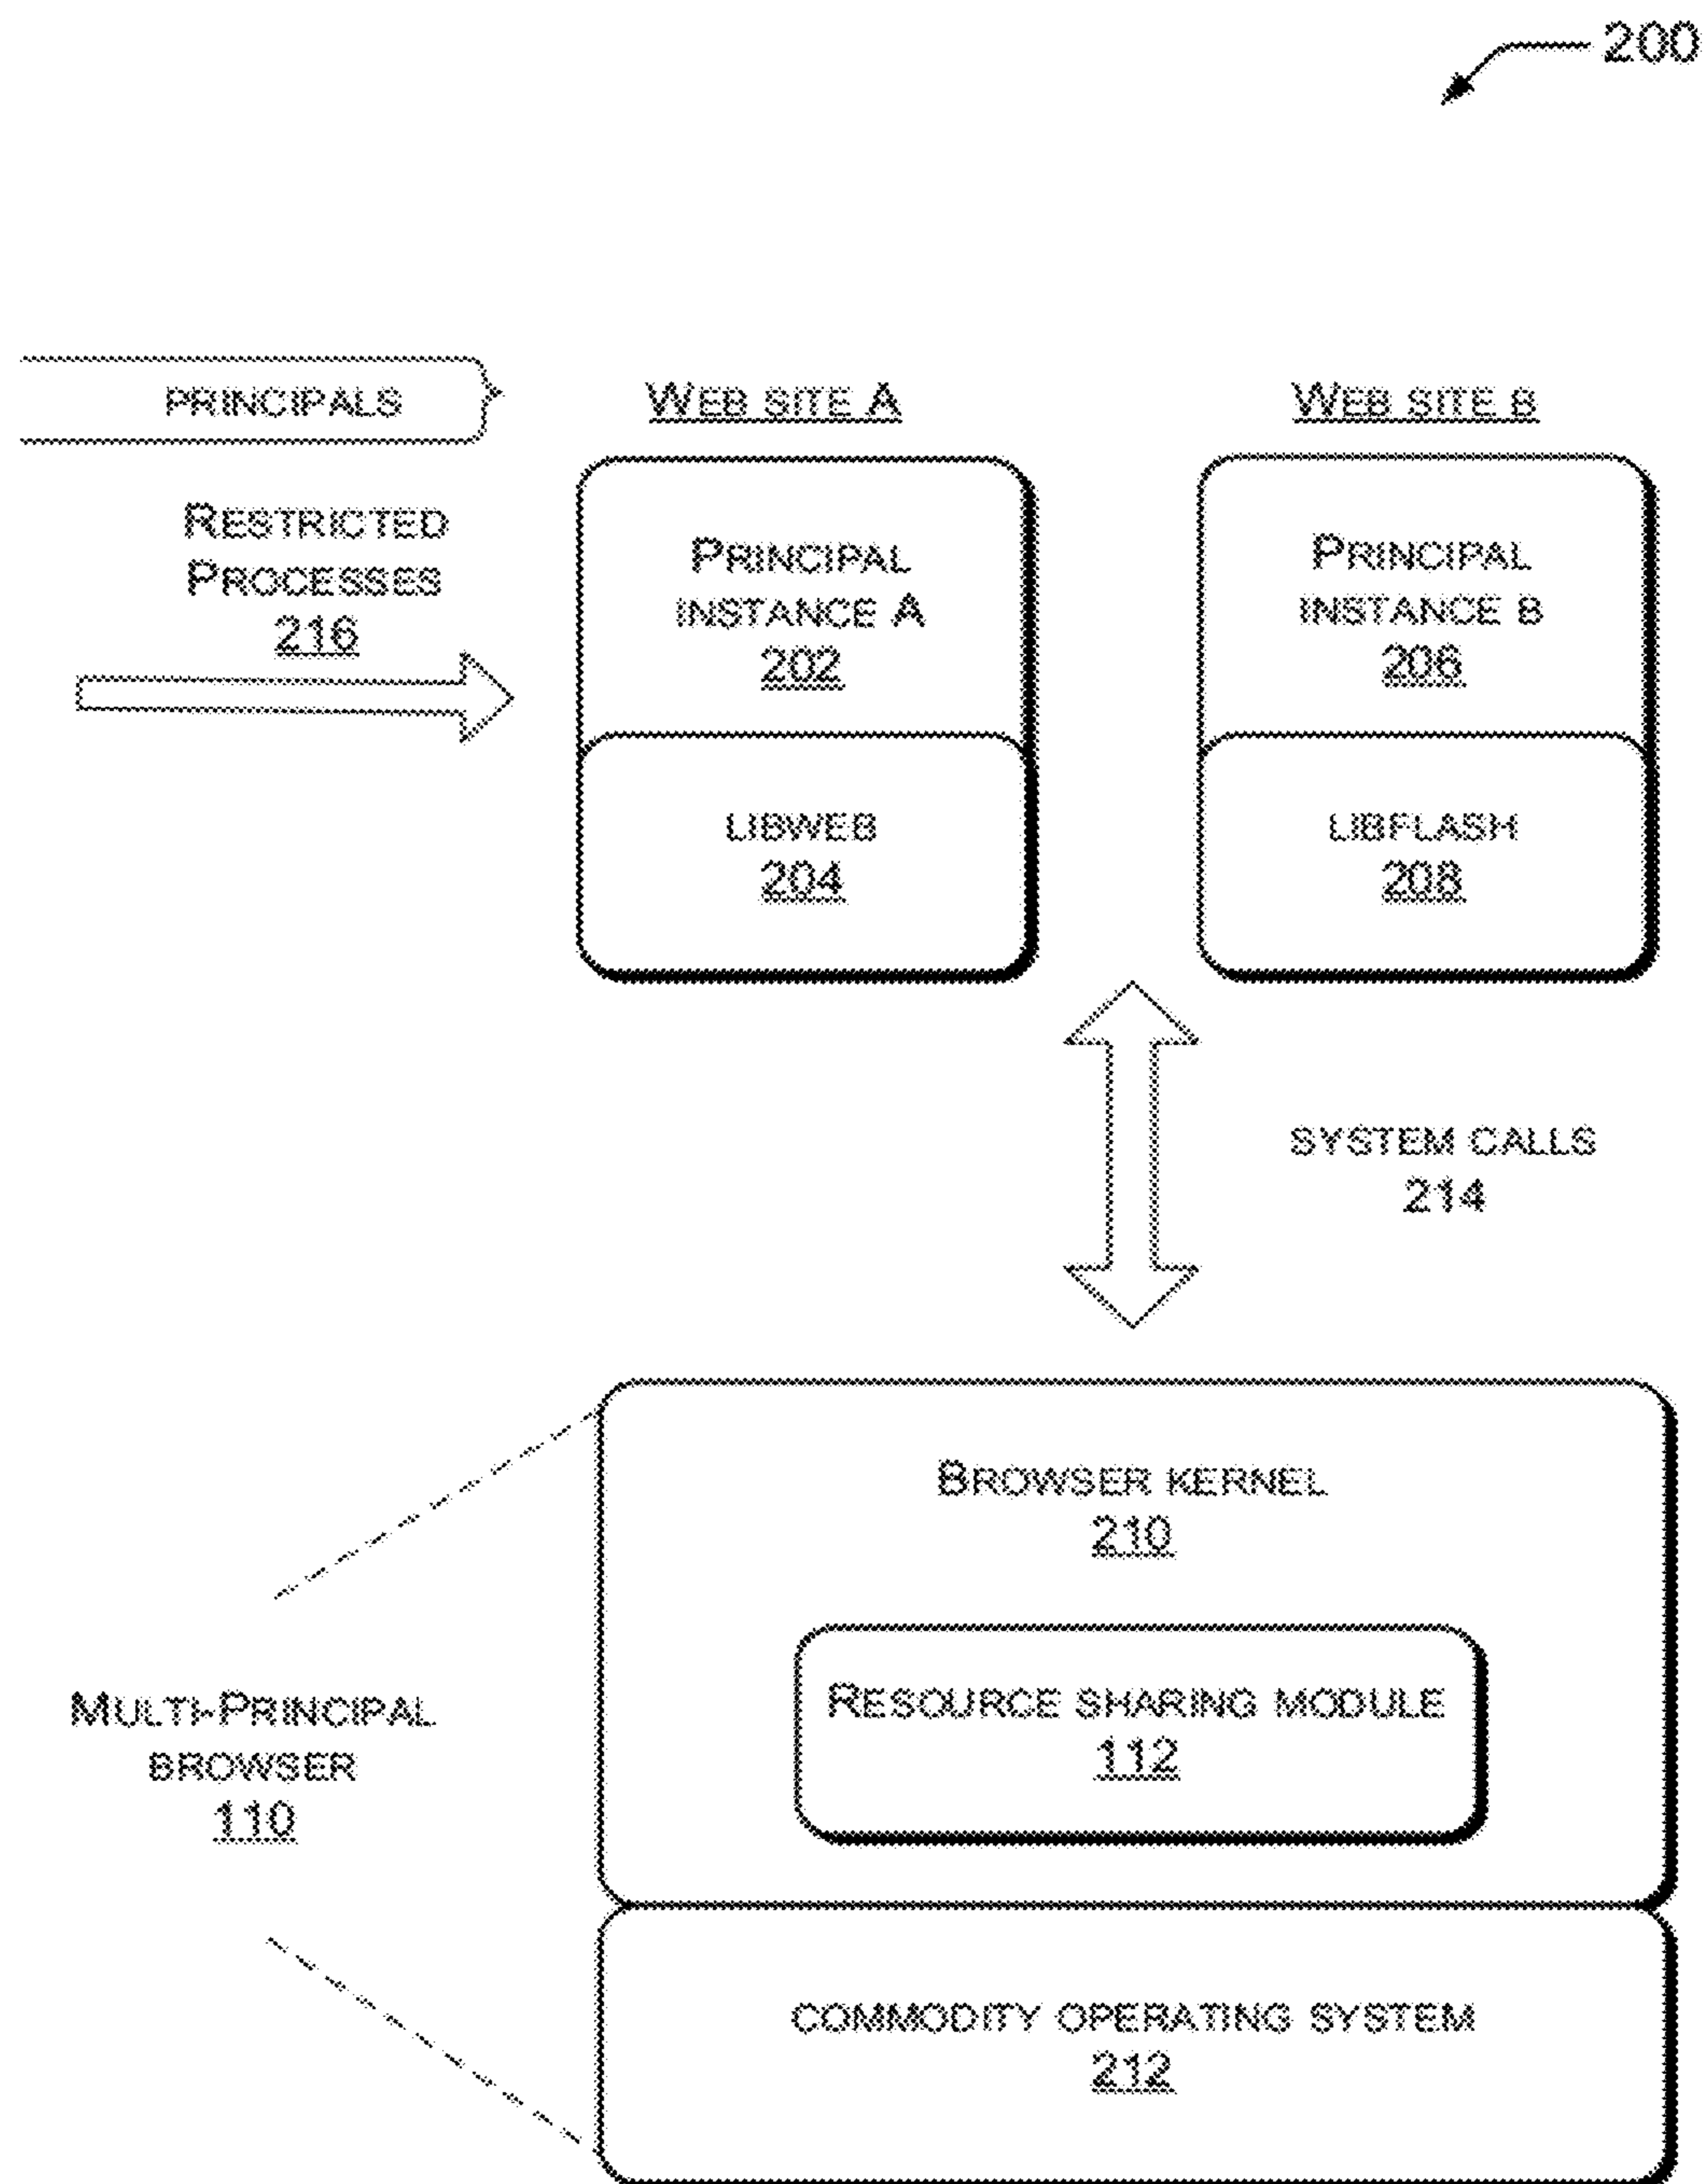 200
PRINCIPALS
WEB SITE A
WEB SITE B
RESTRICTED
PROCESSES
216
PRINCIPAL
INSTANCE A
202
LIBWEB
204
PRINCIPAL
INSTANCE B
206
LIBFLASH
208
SYSTEM CALLS
214
BROWSER KERNEL
210
RESOURCE SHARING MODULE
112
MULTI-PRINCIPAL
BROWSER
110
COMMODITY OPERATING SYSTEM
212